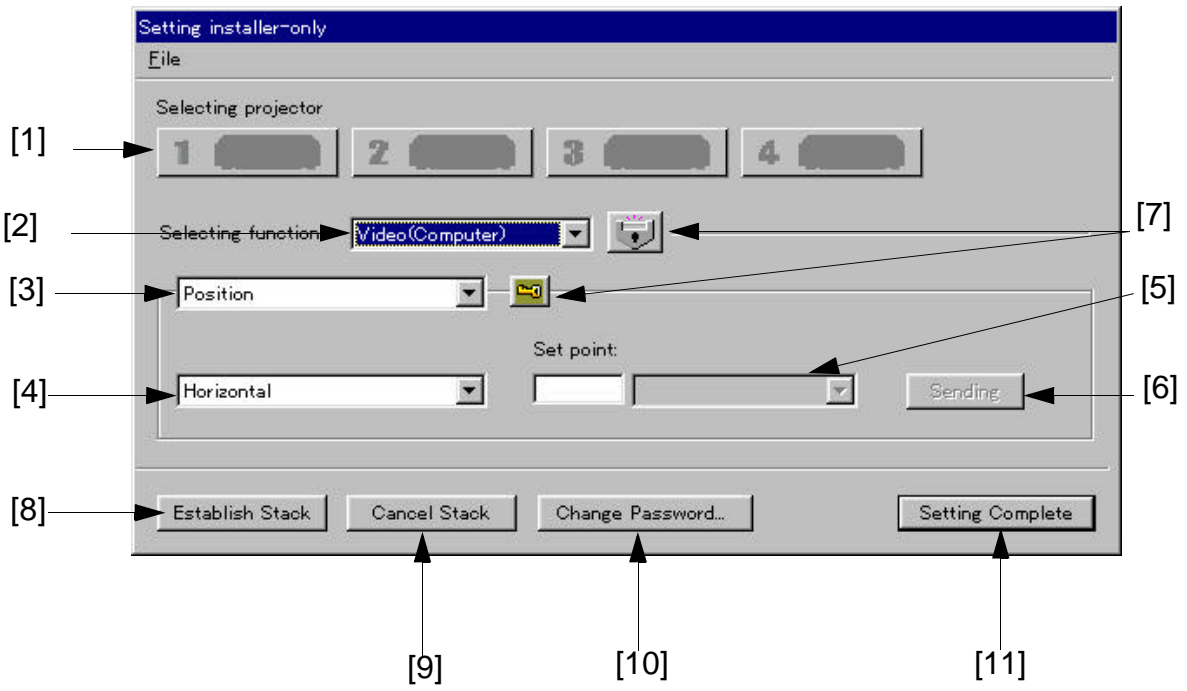 Setting installer-only
File
Selecting projector
[1]
1 2 3 4
[2]
Selecting function
Video(Computer)
[7]
[3]
Position
[5]
Set point:
[4]
Horizontal
Sending
[6]
[8]
Establish Stack Cancel Stack Change Password... Setting Complete
[9] [10] [11]